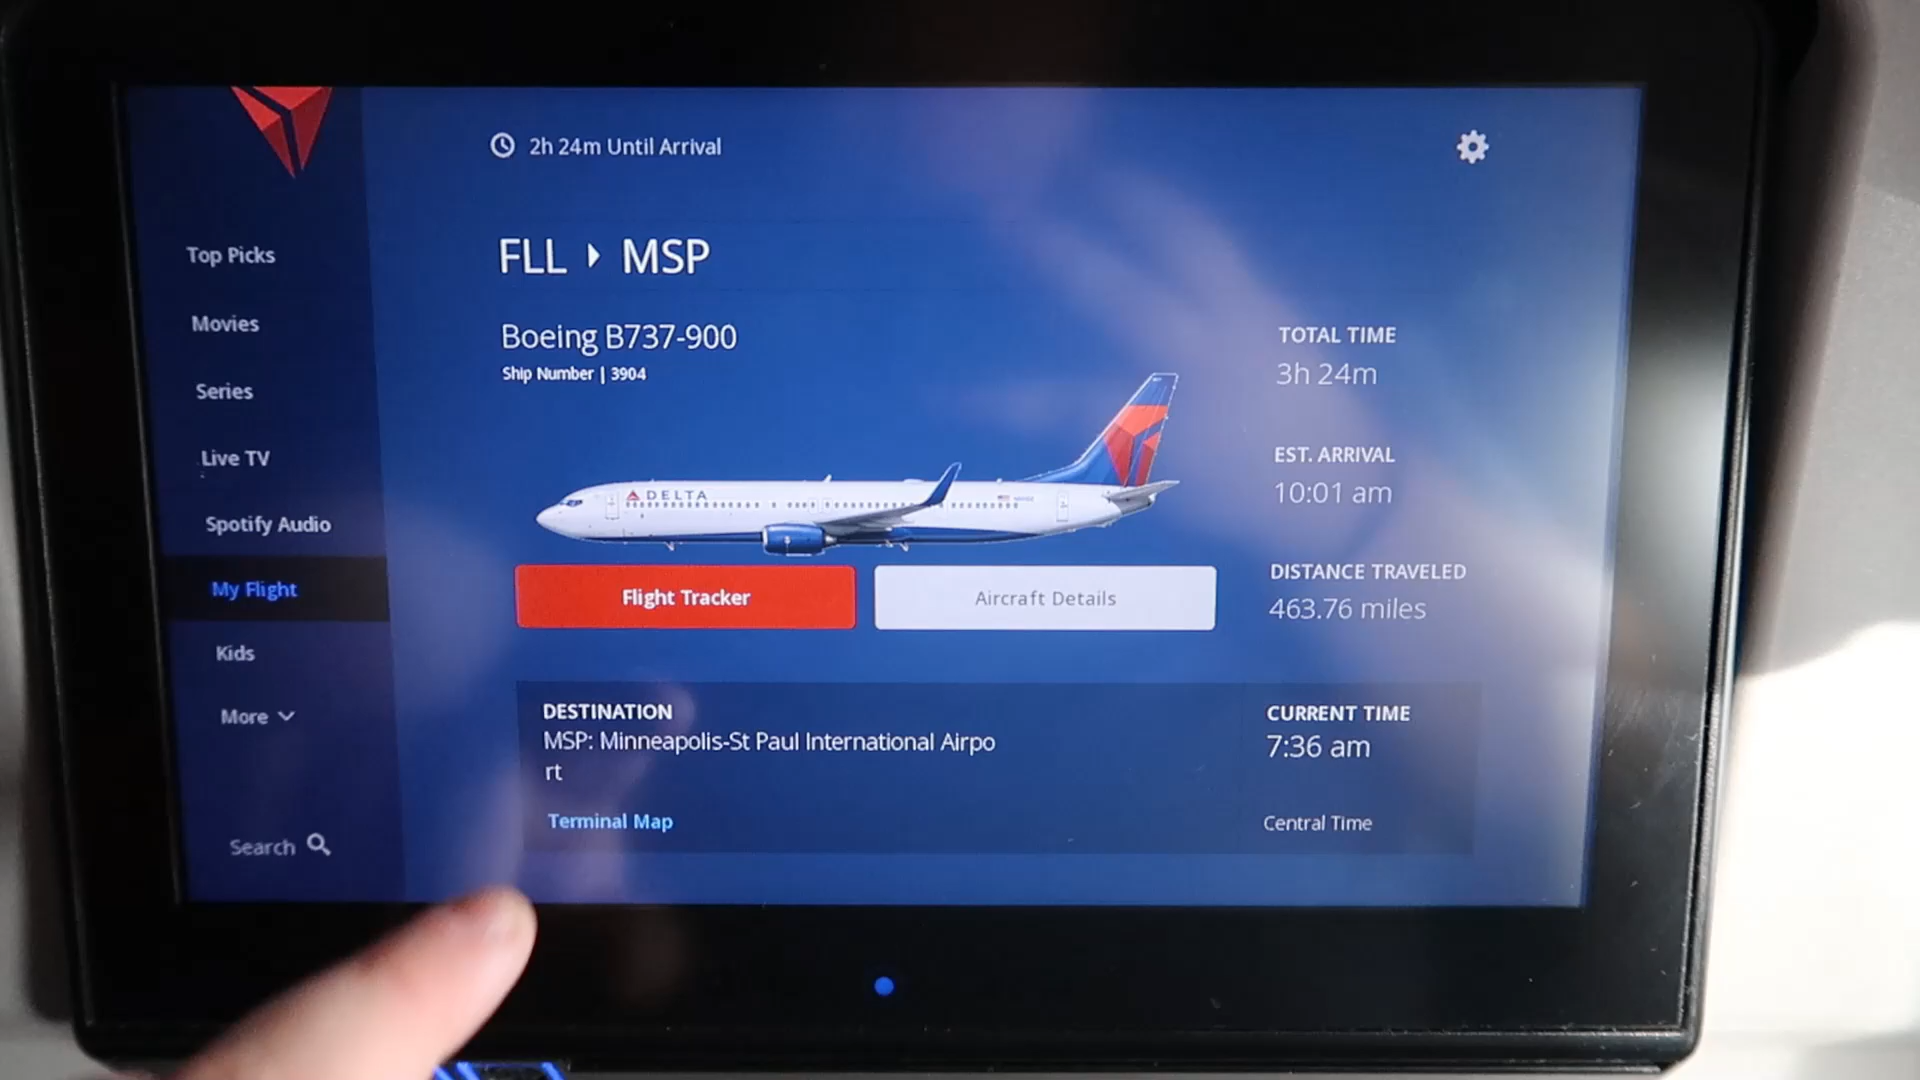 2h 24m Until Arrival
FLL ▸ MSP
Boeing B737-900
Ship Number | 3904
DELTA
Flight Tracker
Aircraft Details
TOTAL TIME
3h 24m
EST. ARRIVAL
10:01 am
DISTANCE TRAVELED
463.76 miles
DESTINATION
MSP: Minneapolis-St Paul International Airpo
rt
Terminal Map
CURRENT TIME
7:36 am
Central Time
Top Picks
Movies
Series
Live TV
Spotify Audio
My Flight
Kids
More
Search